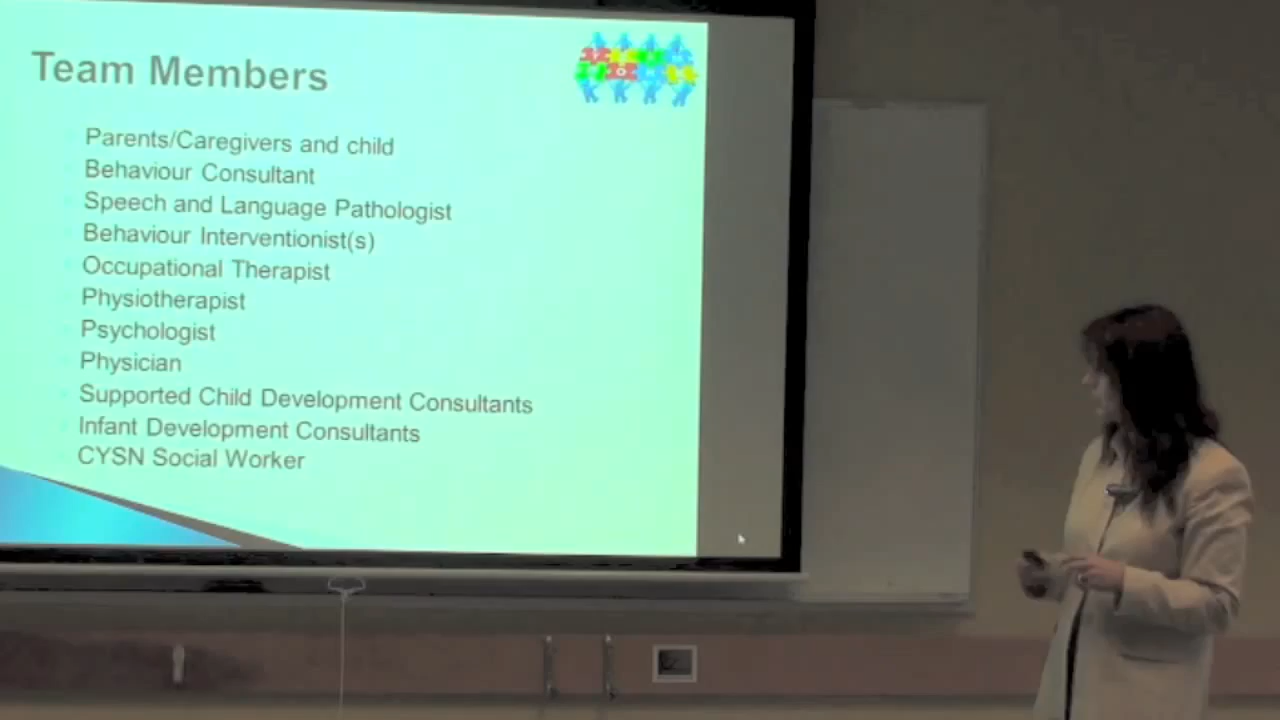 Team Members
Parents/Caregivers and child
Behaviour Consultant
Speech and Language Pathologist
Behaviour Interventionist(s)
Occupational Therapist
Physiotherapist
Psychologist
Physician
Supported Child Development Consultants
Infant Development Consultants
CYSN Social Worker